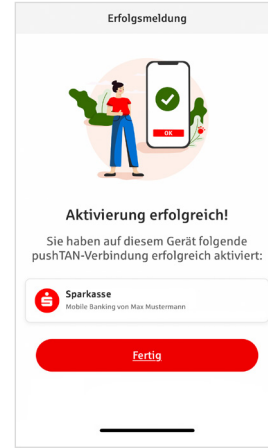 Erfolgsmeldung
OK
Aktivierung erfolgreich!
Sie haben auf diesem Gerät folgende
pushTAN-Verbindung erfolgreich aktiviert:
Sparkasse
Mobile Banking von Max Mustermann
Fertig